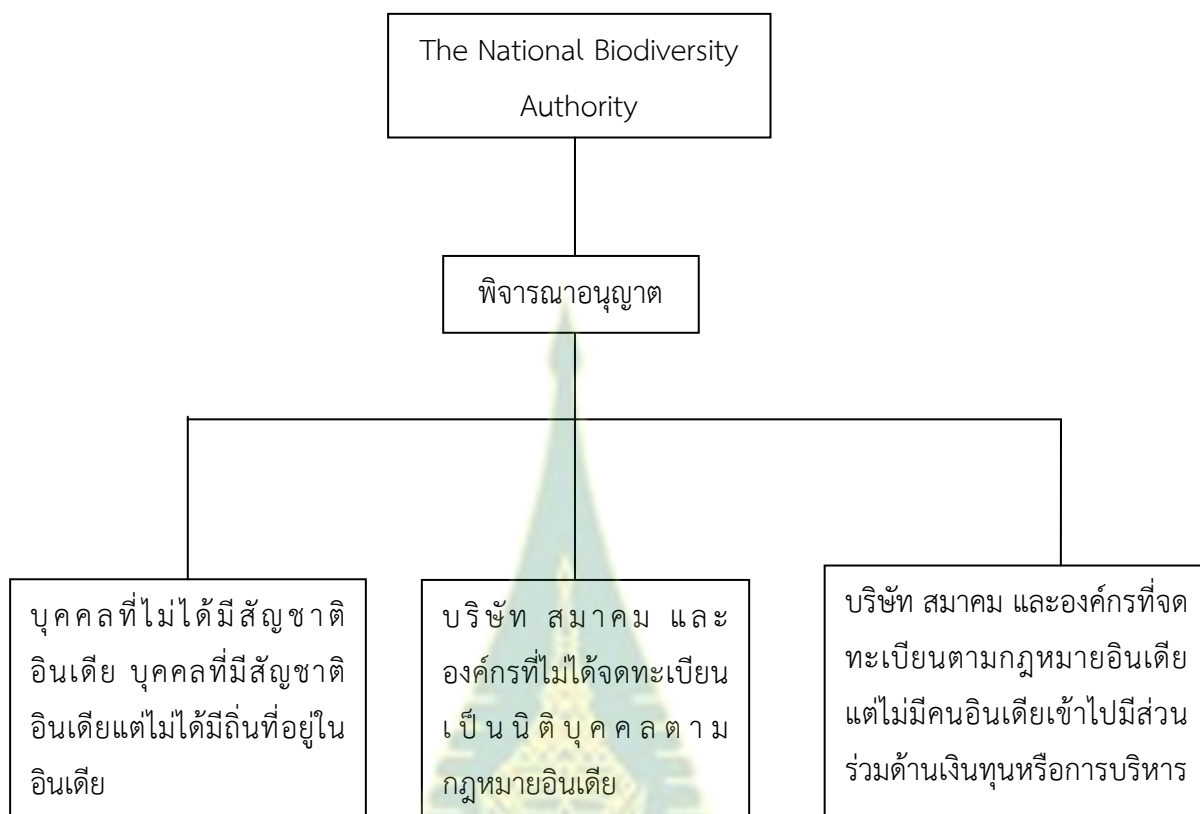 The National Biodiversity
Authority
พิจารณาอนุญาต
บุคคลที่ไม่ได้มีสัญชาติ
อินเดีย บุคคลที่มีสัญชาติ
อินเดียแต่ไม่ได้มีถิ่นที่อยู่ใน
อินเดีย
บริษัท สมาคม และ
องค์กรที่ไม่ได้จดทะเบียน
เป็นนิติบุคคลตาม
กฎหมายอินเดีย
บริษัท สมาคม และองค์กรที่จด
ทะเบียนตามกฎหมายอินเดีย
แต่ไม่มีคนอินเดียเข้าไปมีส่วน
ร่วมด้านเงินทุนหรือการบริหาร